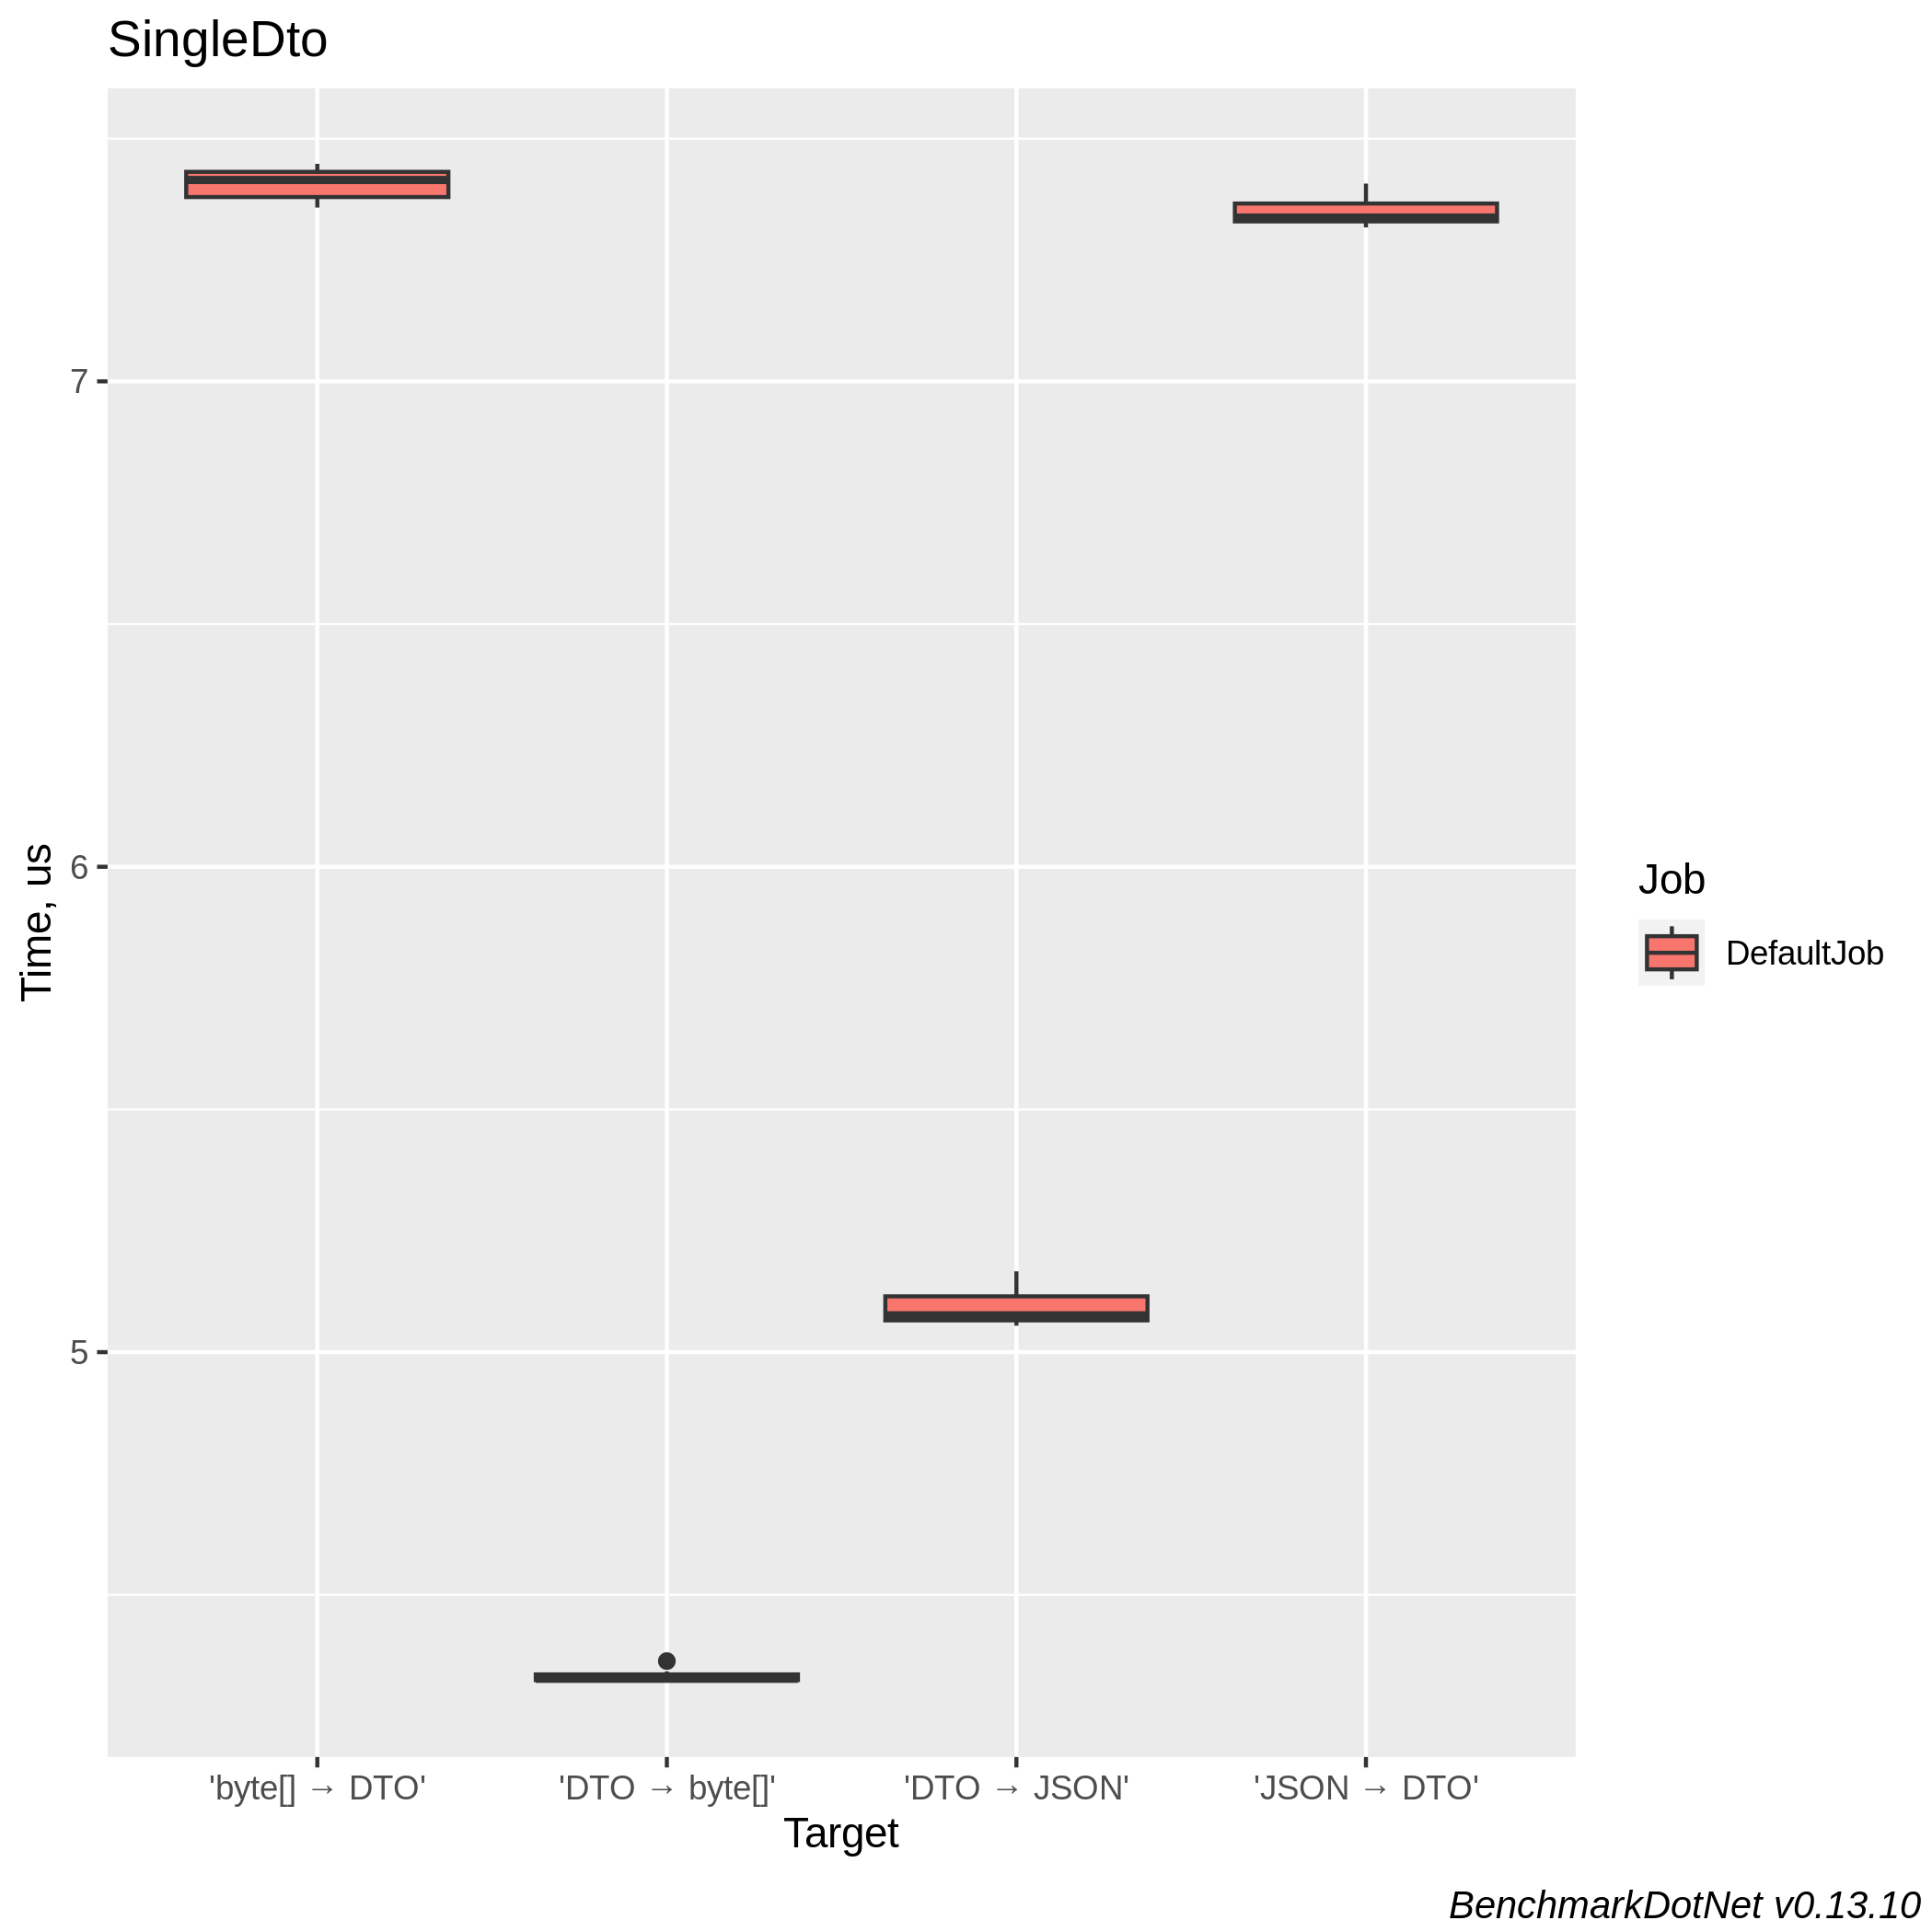 SingleDto
Time, us
7
6
5
'byte[] → DTO'
'DTO → byte[]'
'DTO → JSON'
'JSON → DTO'
Target
Job
DefaultJob
BenchmarkDotNet v0.13.10